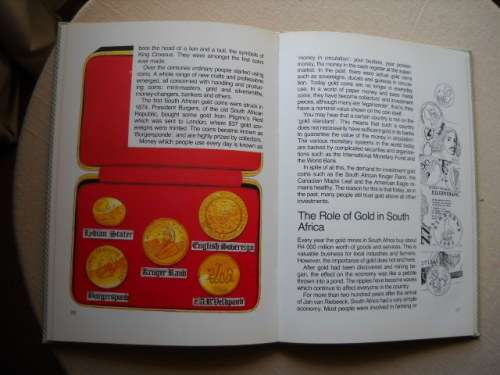 bore the head of a lion and a bull, the symbols
of King Croesus. They were amongst the first coins
ever made.
Over the centuries ordinary people started using
coins. A whole range of new crafts and professions
emerged, all concerned with handling and produc-
ing coins: mintmasters, gold and silversmiths,
money-changers, bankers and others.
The first South African gold coins were struck in
1874. President Burgers, of the old South African
Republic, bought some gold from Pilgrim's Rest
which was sent to London, where 837 gold sov-
ereigns were minted. The coins became known as
'Burgersponde', and are highly prized by collectors.
Money which people use every day is known as
Lydian Stater
English Sovereign
Kruger Rand
Burgerspond
Z.A.R. Veldpond
'money in circulation': your
the money in the cash register at the super-
market. In the past, there were actual gold coins
such as sovereigns, ducats and guineas in circula-
tion. Today gold coins are no longer in everyday
use. In a world of paper money and even plastic
coins, they have become collectors' and investment
pieces, although many are 'legal tender', that is, they
have a nominal value shown on the coin itself.
You may hear that a certain country is not on the
'gold standard'. This means that such a country
does not necessarily have sufficient gold in its banks
to guarantee the value of its notes and small change.
The various monetary systems in the world today
are backed by complicated securities and organiza-
tions such as the International Monetary Fund and
the World Bank.
In spite of all this, the demand for investment gold
coins such as the South African Kruger Rand, the
Canadian Maple Leaf and the American Eagle re-
mains healthy. The reason for this is that today, as in
the past, many people still trust gold above all other
investments.
The Role of Gold in South
Africa
Every year the gold mines in South Africa buy about
R4 000 million worth of goods and services. This is
valuable business for local industries and farmers.
However, the importance of gold does not end here.
After gold had been discovered and mining be-
gan, the effect on the economy was like a pebble
thrown into a pond. The ripples have become waves
which continue to affect everyone in the country.
For more than two hundred years after the arrival
of Jan van Riebeeck, South Africa had a very simple
economy. Most people were involved in farming or